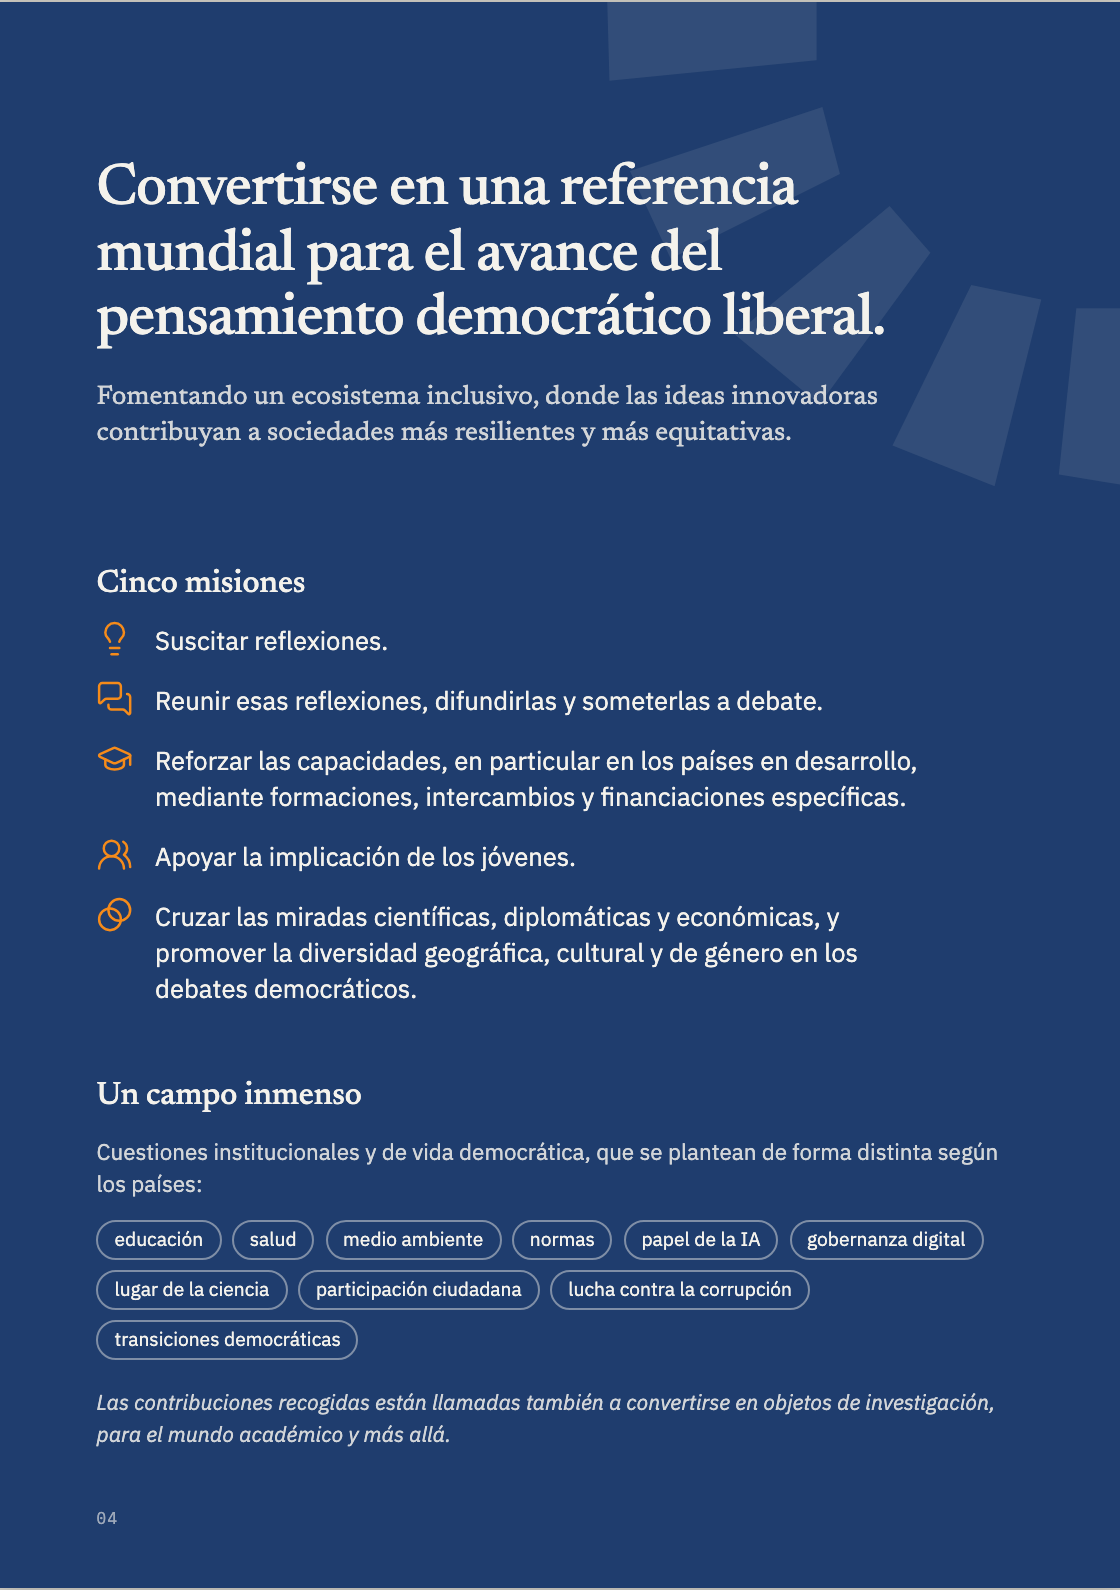 Convertirse en una referencia
mundial para el avance del
pensamiento democrático liberal.
Fomentando un ecosistema inclusivo, donde las ideas innovadoras
contribuyan a sociedades más resilientes y más equitativas.
Cinco misiones
Suscitar reflexiones.
Reunir esas reflexiones, difundirlas y someterlas a debate.
Reforzar las capacidades, en particular en los países en desarrollo,
mediante formaciones, intercambios y financiaciones específicas.
Apoyar la implicación de los jóvenes.
Cruzar las miradas científicas, diplomáticas y económicas, y
promover la diversidad geográfica, cultural y de género en los
debates democráticos.
Un campo inmenso
Cuestiones institucionales y de vida democrática, que se plantean de forma distinta según
los países:
educación salud medio ambiente normas papel de la IA gobernanza digital
lugar de la ciencia participación ciudadana lucha contra la corrupción
transiciones democráticas
Las contribuciones recogidas están llamadas también a convertirse en objetos de investigación,
para el mundo académico y más allá.
04